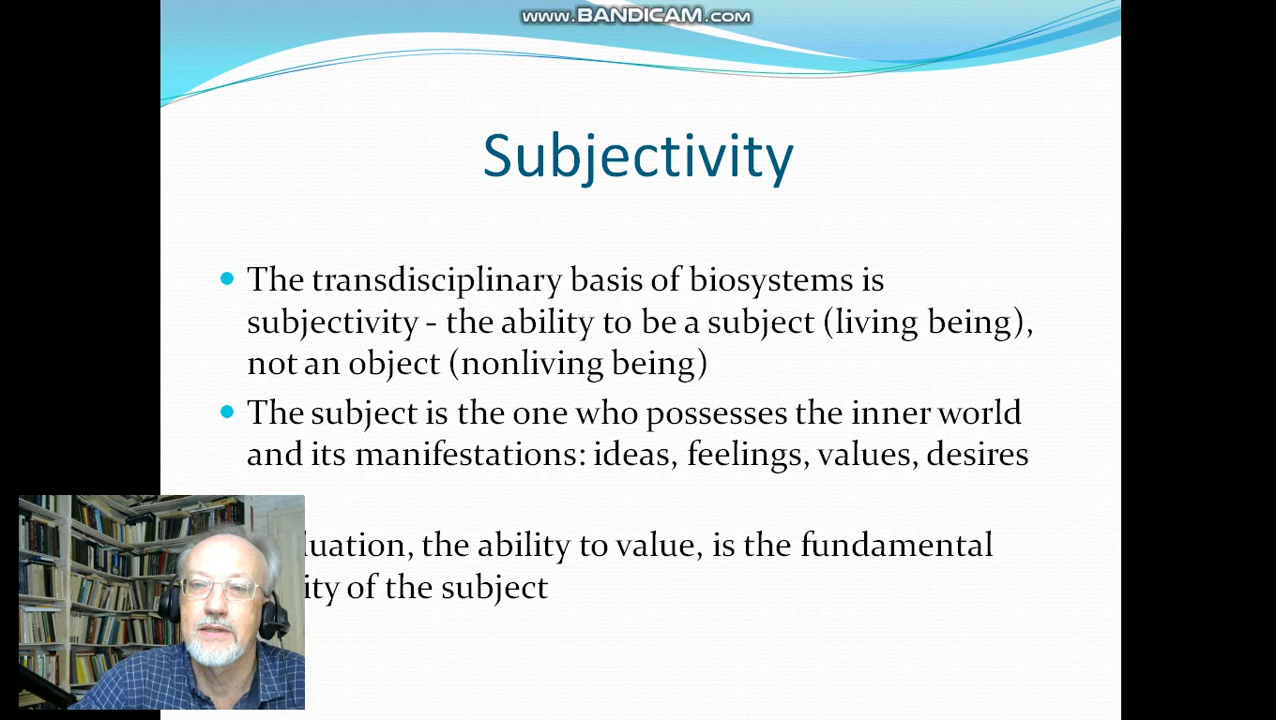 www.BANDICAM.com
Subjectivity
The transdisciplinary basis of biosystems is
subjectivity - the ability to be a subject (living being),
not an object (nonliving being)
The subject is the one who possesses the inner world
and its manifestations: ideas, feelings, values, desires
the ability to value, is the fundamental
of the subject